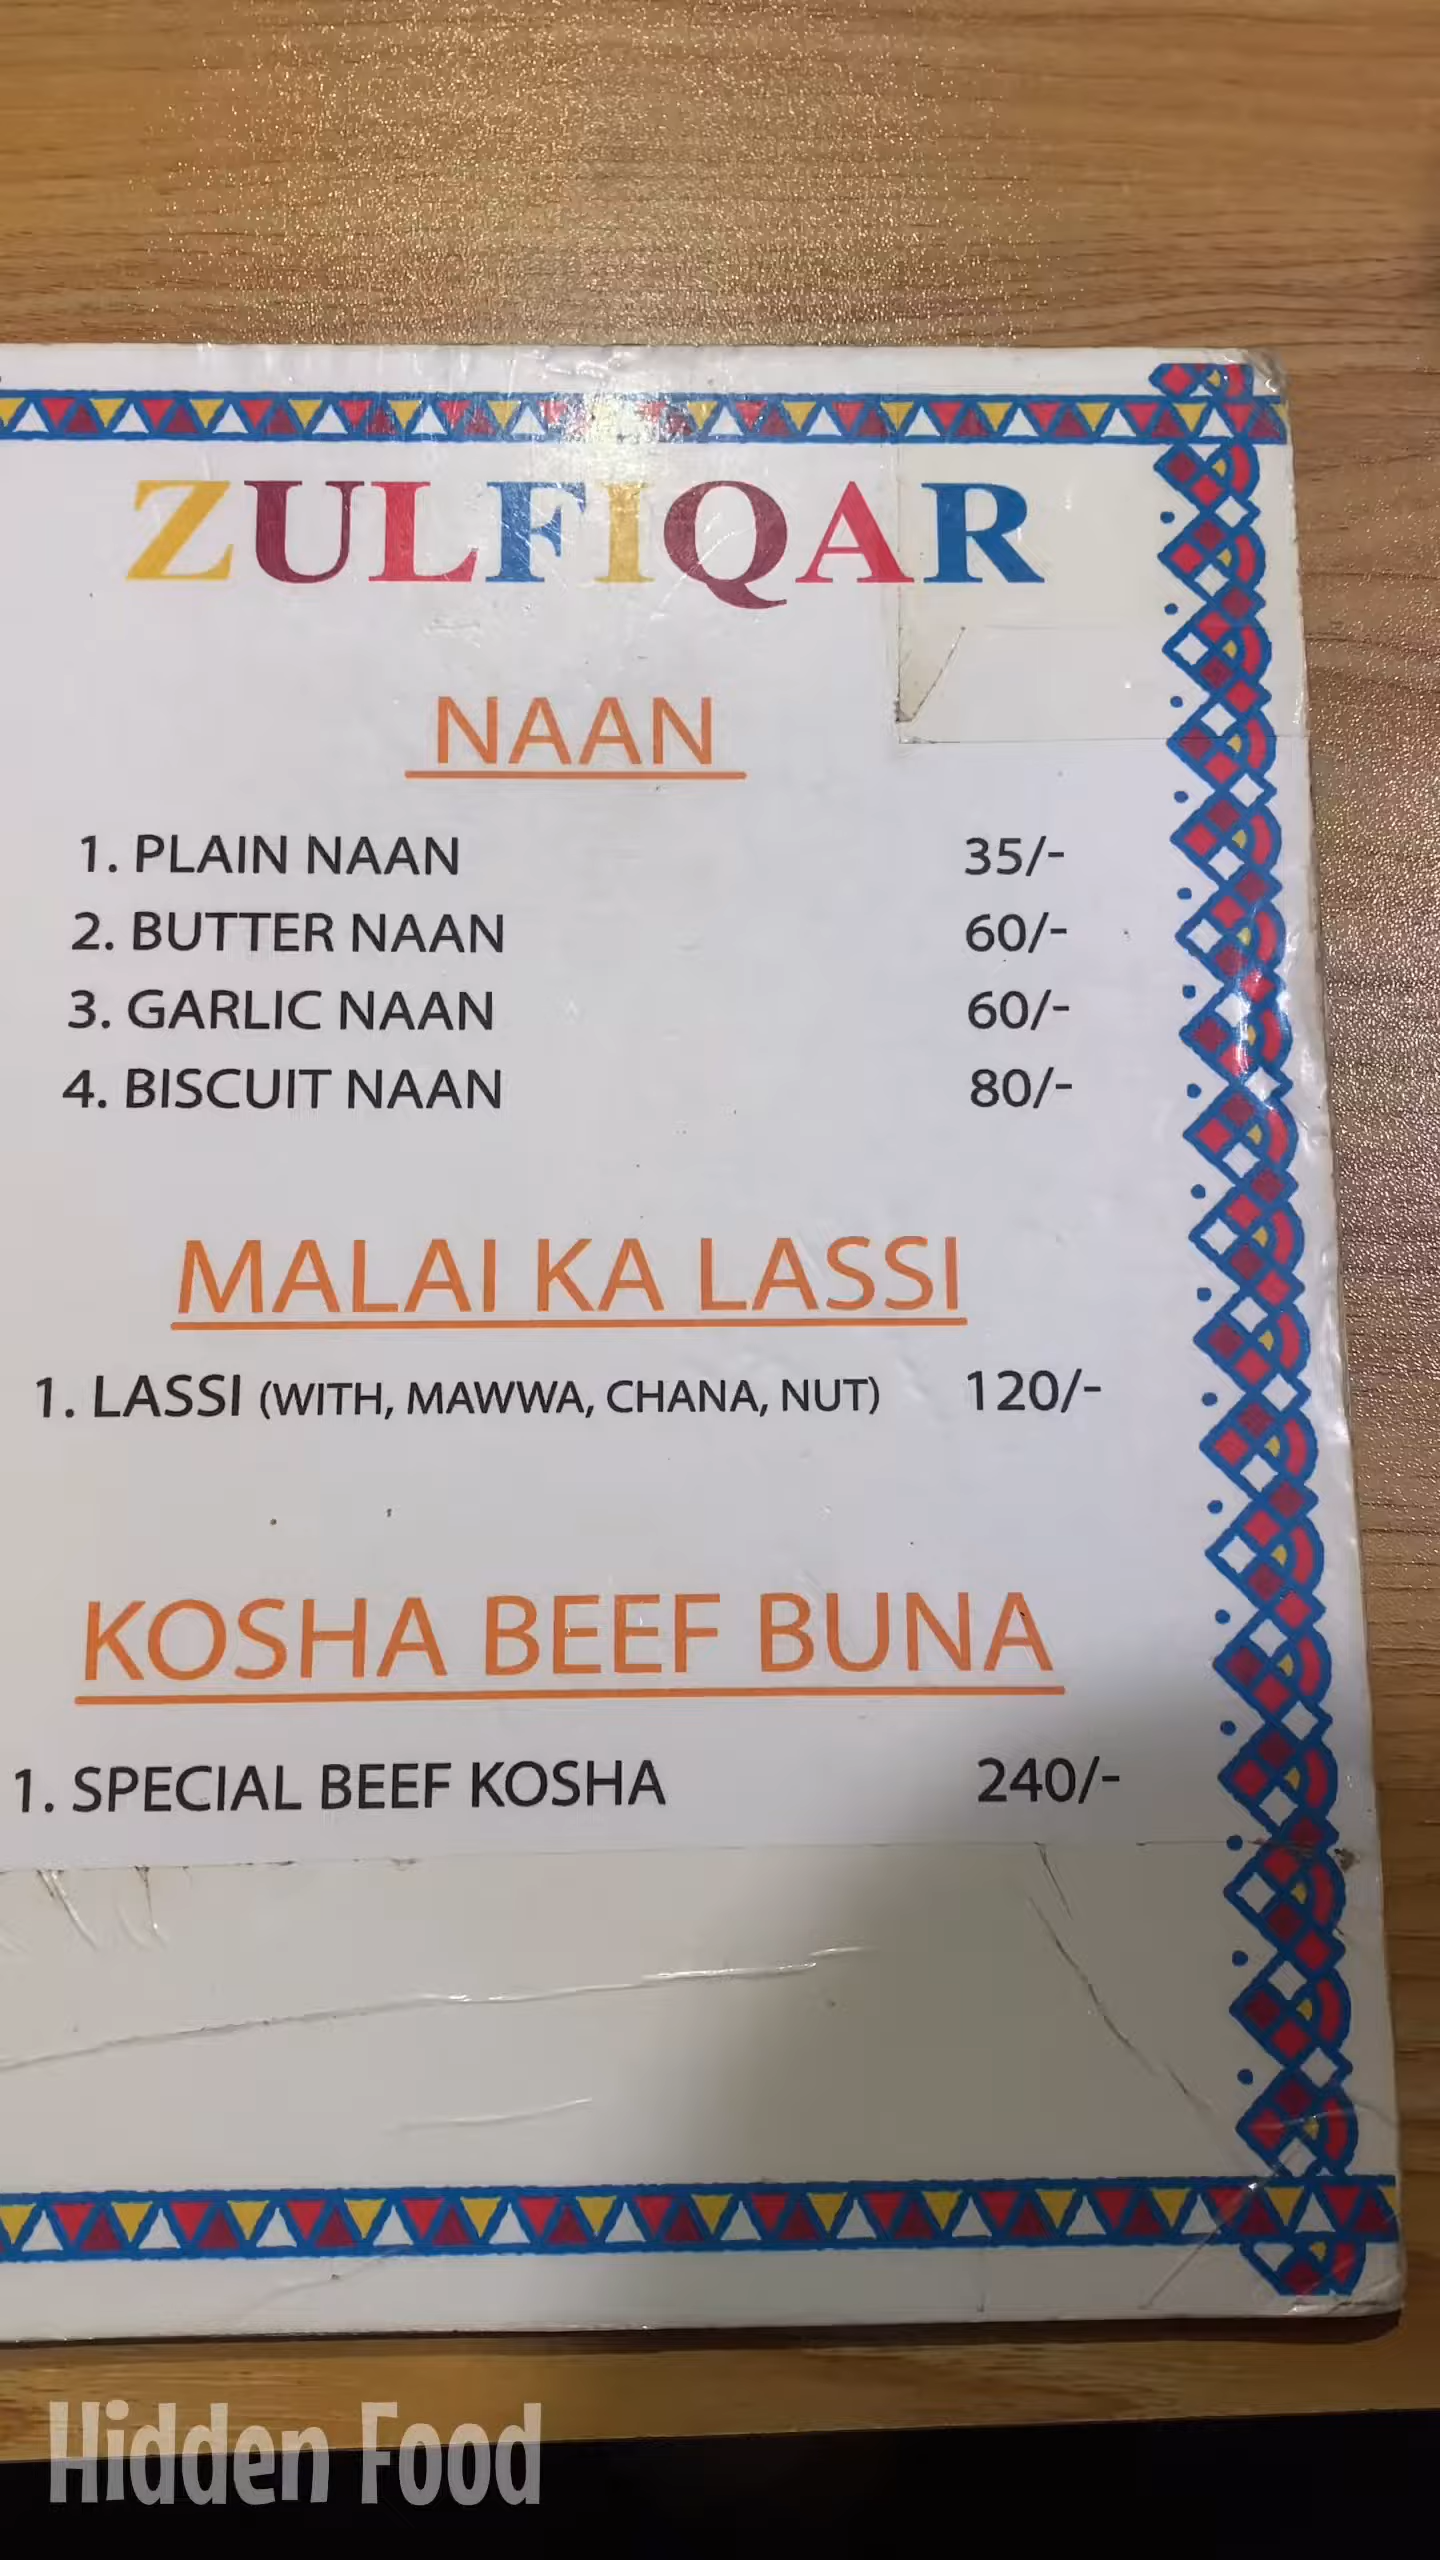 ZULFIQAR
NAAN
1. PLAIN NAAN 35/-
2. BUTTER NAAN 60/-
3. GARLIC NAAN 60/-
4. BISCUIT NAAN 80/-
MALAI KA LASSI
1. LASSI (WITH, MAWWA, CHANA, NUT) 120/-
KOSHA BEEF BUNA
1. SPECIAL BEEF KOSHA 240/-
Hidden Food